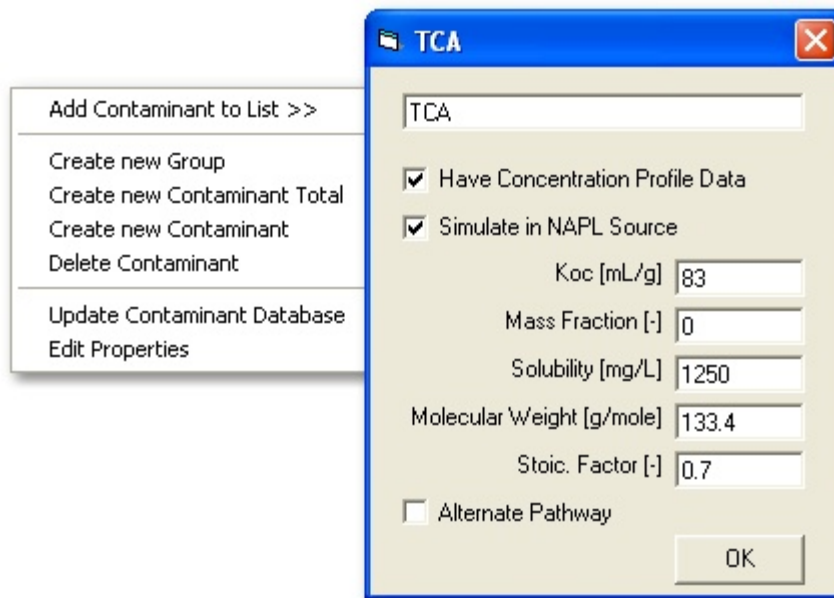 Add Contaminant to List >>
Create new Group
Create new Contaminant Total
Create new Contaminant
Delete Contaminant
Update Contaminant Database
Edit Properties
TCA
TCA
Have Concentration Profile Data
Simulate in NAPL Source
Koc [mL/g] 83
Mass Fraction [-] 0
Solubility [mg/L] 1250
Molecular Weight [g/mole] 133.4
Stoic. Factor [-] 0.7
Alternate Pathway
OK